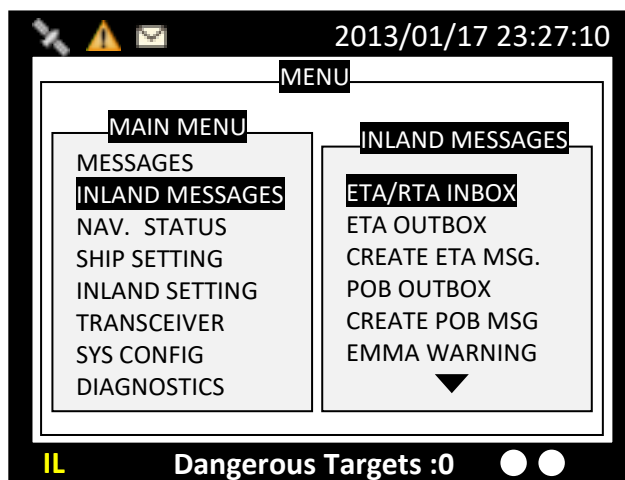 2013/01/17 23:27:10
MENU
MAIN MENU
MESSAGES
INLAND MESSAGES
NAV. STATUS
SHIP SETTING
INLAND SETTING
TRANSCEIVER
SYS CONFIG
DIAGNOSTICS
INLAND MESSAGES
ETA/RTA INBOX
ETA OUTBOX
CREATE ETA MSG.
POB OUTBOX
CREATE POB MSG
EMMA WARNING
IL Dangerous Targets :0